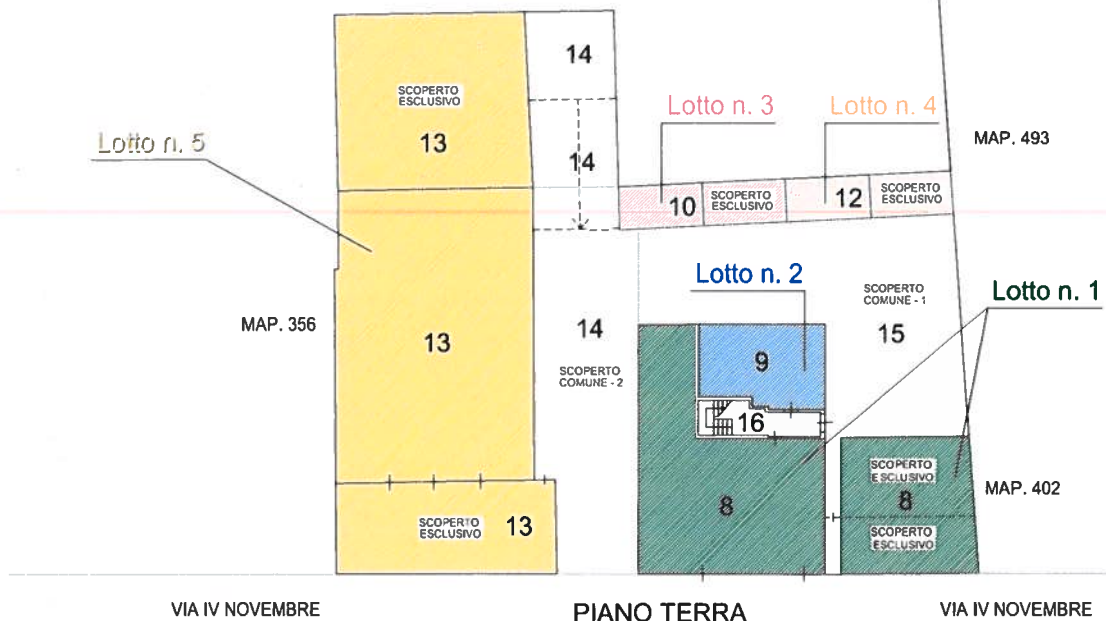 14
SCOPERTO
ESCLUSIVO
13
Lotto n. 3
Lotto n. 4
Lotto n. 5
14
MAP. 493
10
SCOPERTO
ESCLUSIVO
12
SCOPERTO
ESCLUSIVO
Lotto n. 2
SCOPERTO
COMUNE - 1
15
Lotto n. 1
MAP. 356
13
14
SCOPERTO
COMUNE - 2
9
16
SCOPERTO
ESCLUSIVO
8
SCOPERTO
ESCLUSIVO
MAP. 402
8
SCOPERTO
ESCLUSIVO
13
VIA IV NOVEMBRE
PIANO TERRA
VIA IV NOVEMBRE